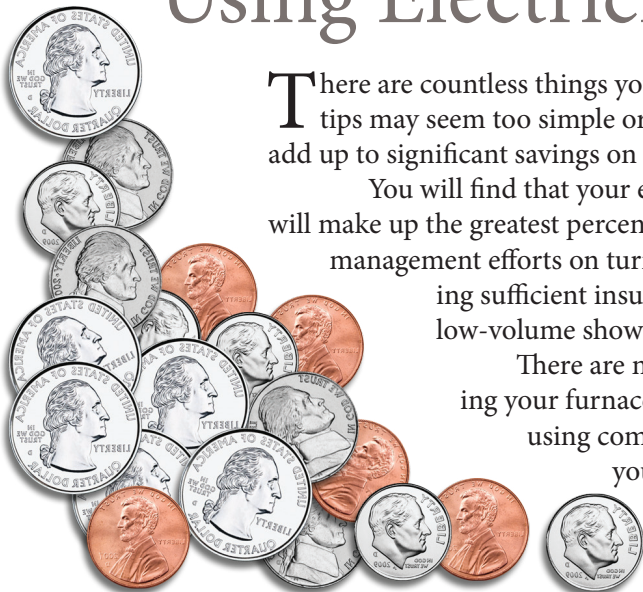 Using Electrici
There are countless things yo
tips may seem too simple or
add up to significant savings on
You will find that your e
will make up the greatest percen
management efforts on tur
ing sufficient insu
low-volume show
There are n
ing your furnac
using com
you